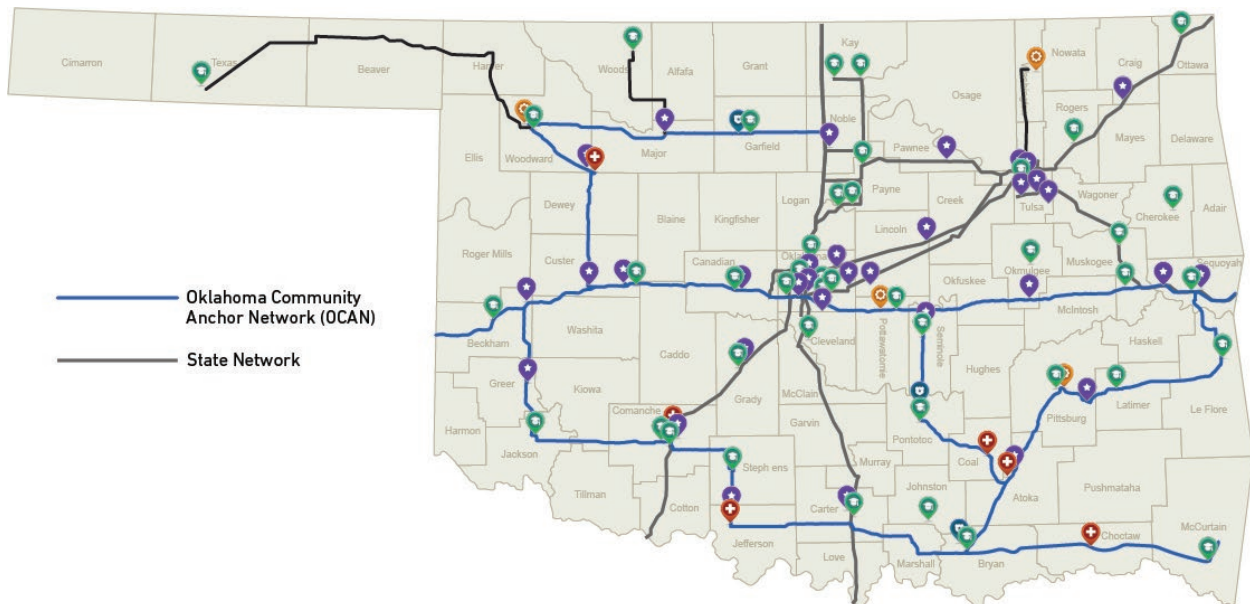 Cimarron
Texas
Beaver
Harper
Woods
Alfafa
Grant
Kay
Osage
Nowata
Craig
Ottawa
Rogers
Mayes
Delaware
Ellis
Woodward
Major
Garfield
Noble
Pawnee
Dewey
Blaine
Kingfisher
Logan
Payne
Creek
Tulsa
Wagoner
Cherokee
Adair
Roger Mills
Custer
Canadian
Oklahoma
Lincoln
Okfuskee
Okmulgee
Muskogee
Sequoyah
Oklahoma Community
Anchor Network (OCAN)
State Network
Beckham
Washita
Caddo
Cleveland
Pottawatomie
Seminole
McIntosh
Haskell
Greer
Kiowa
Grady
McClain
Hughes
Pittsburg
Latimer
Le Flore
Harmon
Jackson
Comanche
Garvin
Pontotoc
Coal
Tillman
Cotton
Steph ens
Murray
Johnston
Atoka
Pushmataha
McCurtain
Jefferson
Carter
Love
Marshall
Bryan
Choctaw